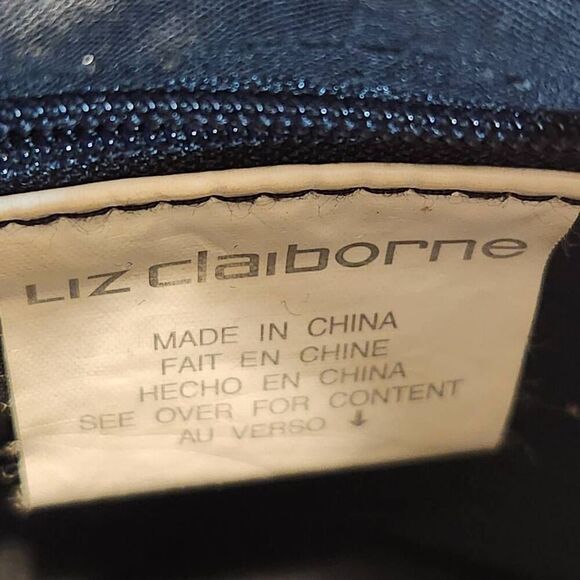 LIZ claiborne
MADE IN CHINA
FAIT EN CHINE
HECHO EN CHINA
SEE OVER FOR CONTENT
AU VERSO ↓